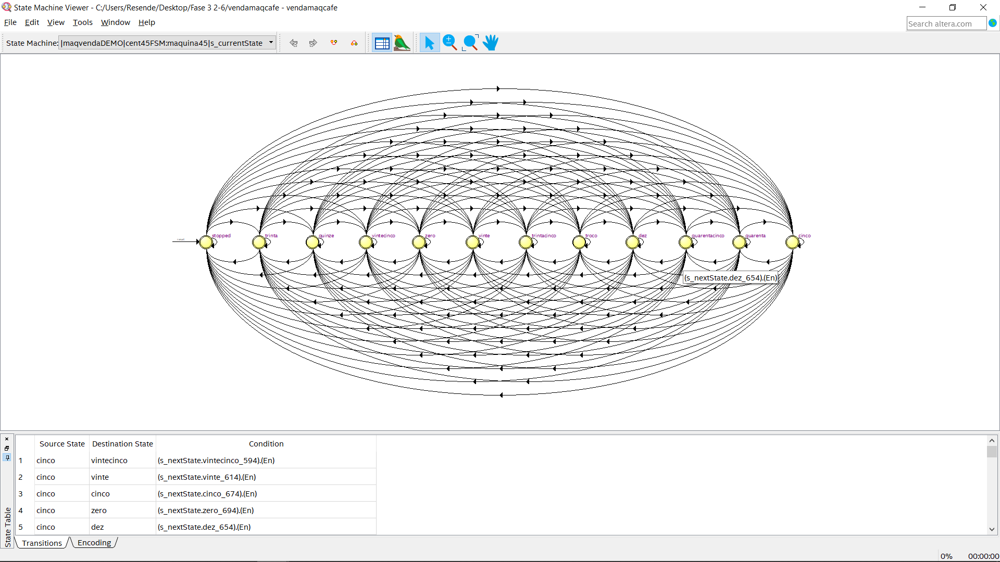 State Machine Viewer - C:/Users/Resende/Desktop/Fase 3 2-6/vendamaqcafe - vendamaqcafe
File Edit View Tools Window Help
Search altera.com
State Machine: |maqvendaDEMO|cent45FSM:maquina45|s_currentState
reset
stopped trinta quinze vintecinco zero vinte trintacinco troco dez quarentacinco quarenta cinco
(s_nextState.dez_654).(En)
Source State Destination State Condition
1 cinco vintecinco (s_nextState.vintecinco_594).(En)
2 cinco vinte (s_nextState.vinte_614).(En)
3 cinco cinco (s_nextState.cinco_674).(En)
4 cinco zero (s_nextState.zero_694).(En)
5 cinco dez (s_nextState.dez_654).(En)
State Table
Transitions Encoding
0% 00:00:00